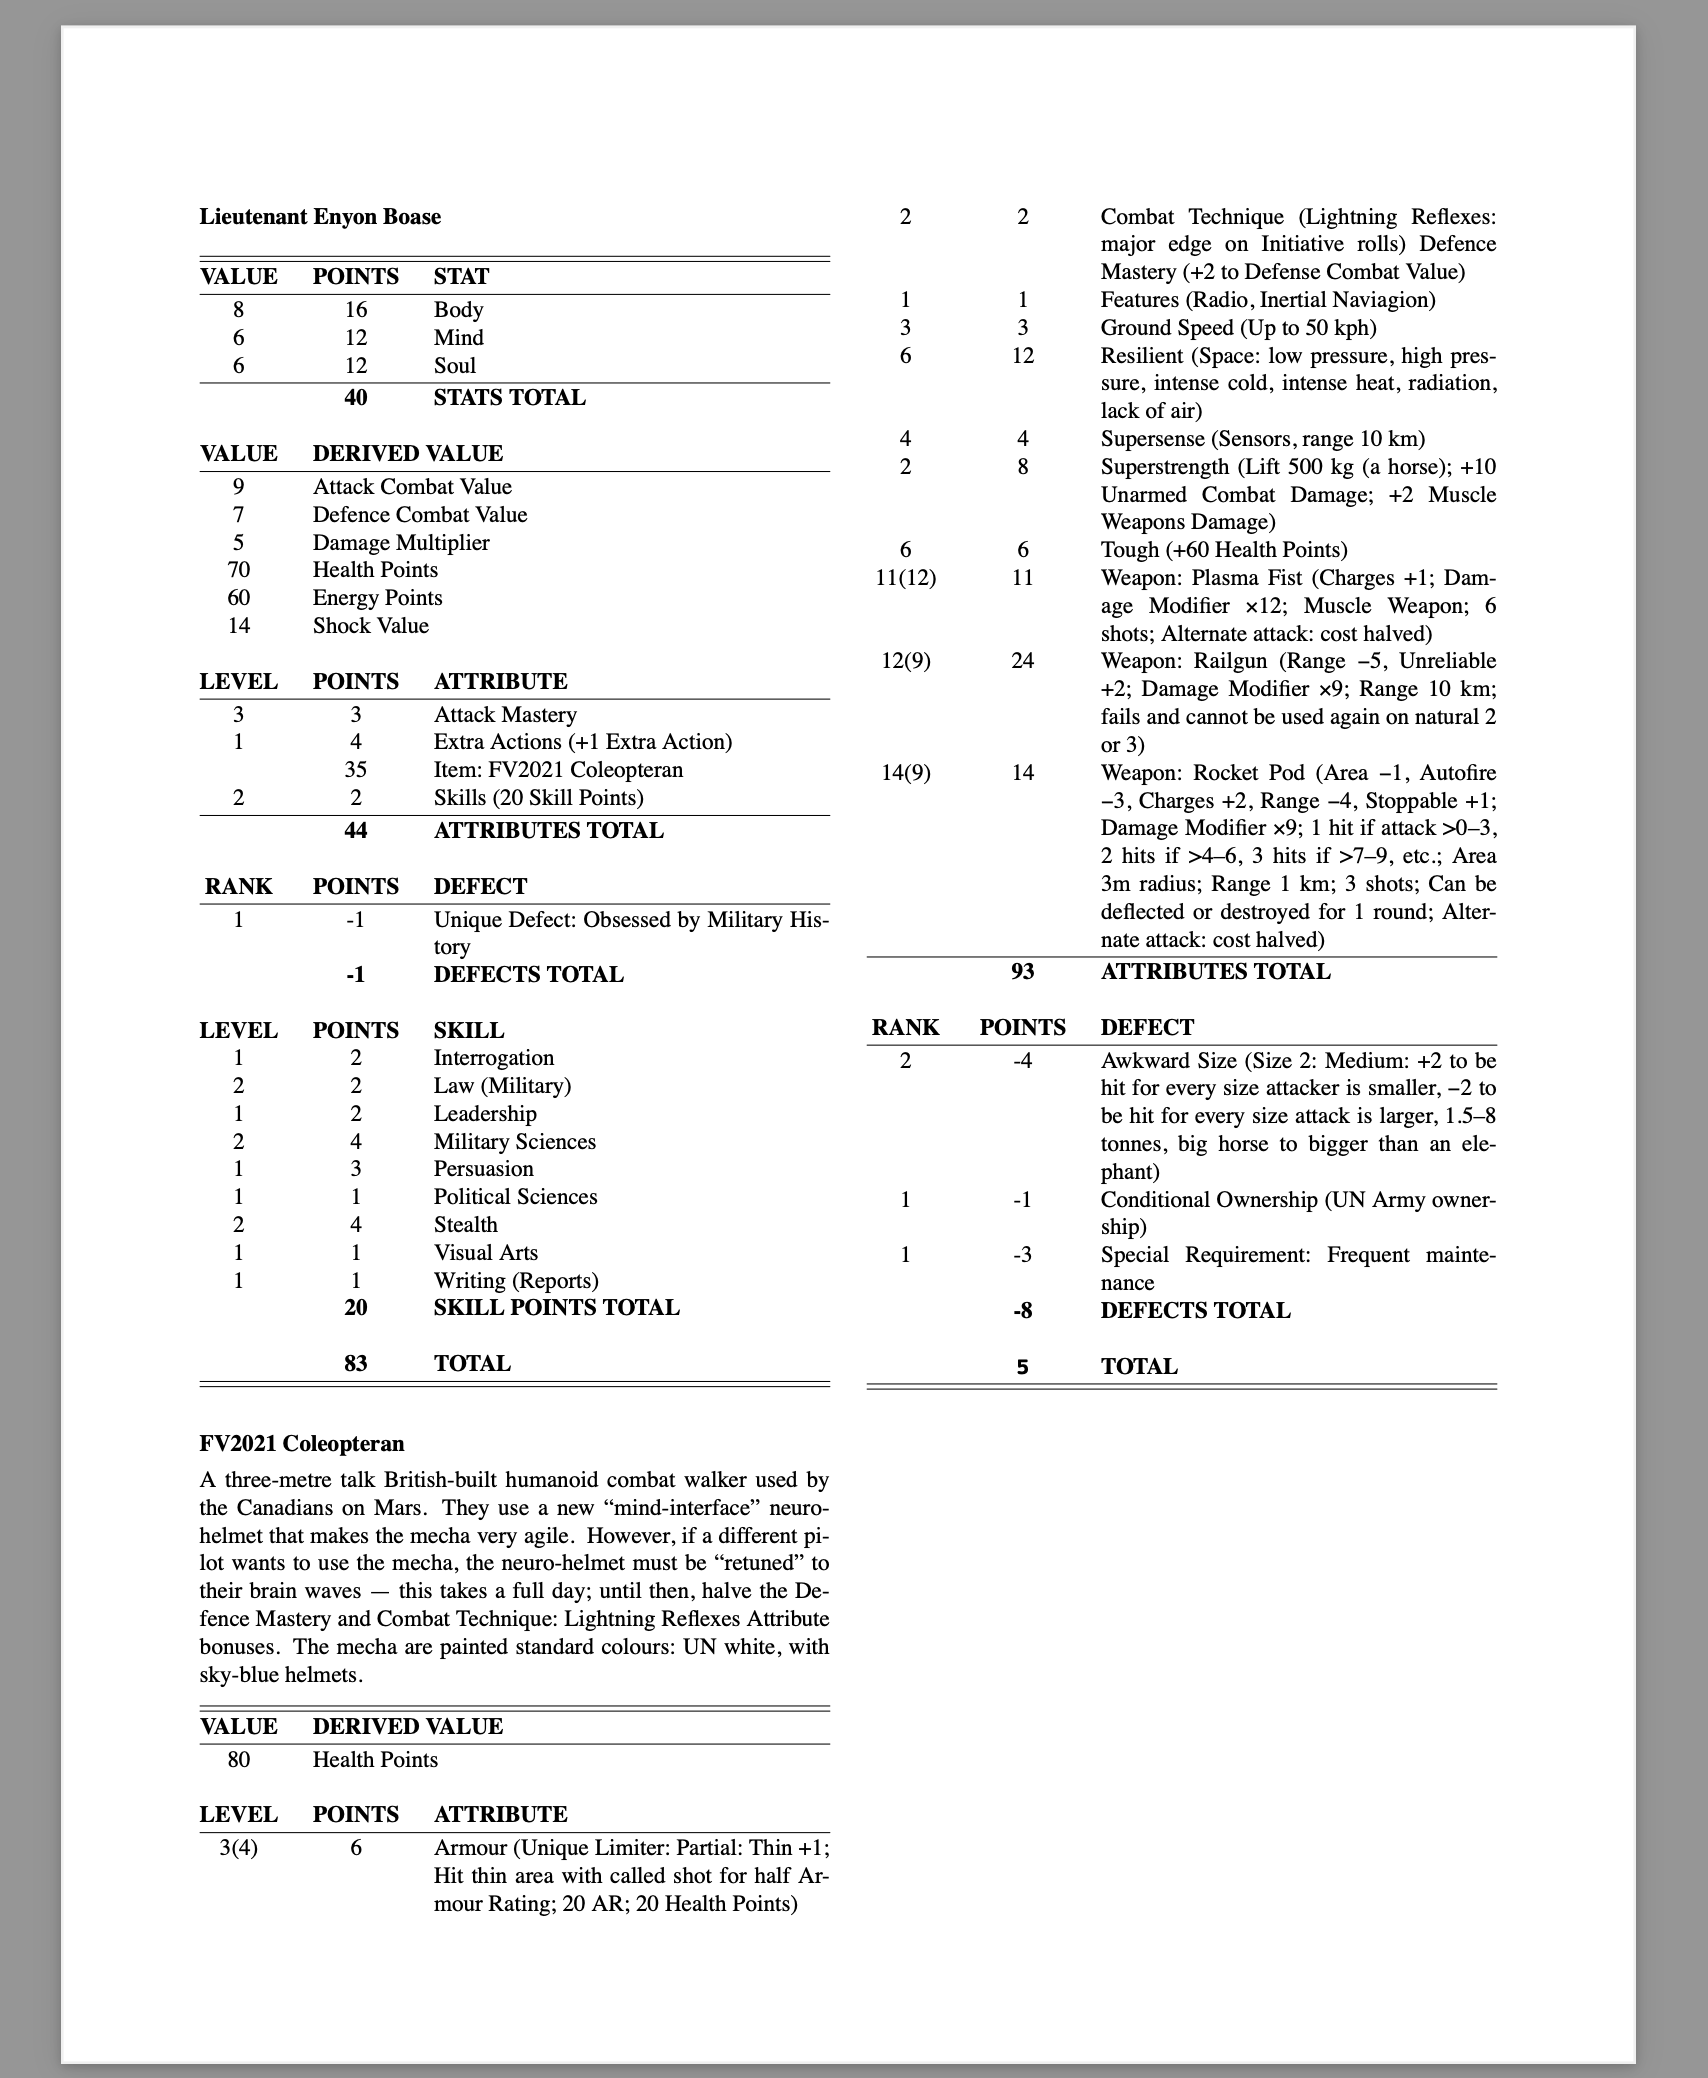 Lieutenant Enyon Boase
VALUE POINTS STAT
8 16 Body
6 12 Mind
6 12 Soul
40 STATS TOTAL
VALUE DERIVED VALUE
9 Attack Combat Value
7 Defence Combat Value
5 Damage Multiplier
70 Health Points
60 Energy Points
14 Shock Value
LEVEL POINTS ATTRIBUTE
3 3 Attack Mastery
1 4 Extra Actions (+1 Extra Action)
35 Item: FV2021 Coleopteran
2 2 Skills (20 Skill Points)
44 ATTRIBUTES TOTAL
RANK POINTS DEFECT
1 -1 Unique Defect: Obsessed by Military His-
tory
-1 DEFECTS TOTAL
LEVEL POINTS SKILL
1 2 Interrogation
2 2 Law (Military)
1 2 Leadership
2 4 Military Sciences
1 3 Persuasion
1 1 Political Sciences
2 4 Stealth
1 1 Visual Arts
1 1 Writing (Reports)
20 SKILL POINTS TOTAL
83 TOTAL
FV2021 Coleopteran
A three-metre talk British-built humanoid combat walker used by
the Canadians on Mars. They use a new “mind-interface” neuro-
helmet that makes the mecha very agile. However, if a different pi-
lot wants to use the mecha, the neuro-helmet must be “retuned” to
their brain waves — this takes a full day; until then, halve the De-
fence Mastery and Combat Technique: Lightning Reflexes Attribute
bonuses. The mecha are painted standard colours: UN white, with
sky-blue helmets.
VALUE DERIVED VALUE
80 Health Points
LEVEL POINTS ATTRIBUTE
3(4) 6 Armour (Unique Limiter: Partial: Thin +1;
Hit thin area with called shot for half Ar-
mour Rating; 20 AR; 20 Health Points)
2 2 Combat Technique (Lightning Reflexes:
major edge on Initiative rolls) Defence
Mastery (+2 to Defense Combat Value)
1 1 Features (Radio, Inertial Naviagion)
3 3 Ground Speed (Up to 50 kph)
6 12 Resilient (Space: low pressure, high pres-
sure, intense cold, intense heat, radiation,
lack of air)
4 4 Supersense (Sensors, range 10 km)
2 8 Superstrength (Lift 500 kg (a horse); +10
Unarmed Combat Damage; +2 Muscle
Weapons Damage)
6 6 Tough (+60 Health Points)
11(12) 11 Weapon: Plasma Fist (Charges +1; Dam-
age Modifier ×12; Muscle Weapon; 6
shots; Alternate attack: cost halved)
12(9) 24 Weapon: Railgun (Range −5, Unreliable
+2; Damage Modifier ×9; Range 10 km;
fails and cannot be used again on natural 2
or 3)
14(9) 14 Weapon: Rocket Pod (Area −1, Autofire
−3, Charges +2, Range −4, Stoppable +1;
Damage Modifier ×9; 1 hit if attack >0–3,
2 hits if >4–6, 3 hits if >7–9, etc.; Area
3m radius; Range 1 km; 3 shots; Can be
deflected or destroyed for 1 round; Alter-
nate attack: cost halved)
93 ATTRIBUTES TOTAL
RANK POINTS DEFECT
2 -4 Awkward Size (Size 2: Medium: +2 to be
hit for every size attacker is smaller, −2 to
be hit for every size attack is larger, 1.5–8
tonnes, big horse to bigger than an ele-
phant)
1 -1 Conditional Ownership (UN Army owner-
ship)
1 -3 Special Requirement: Frequent mainte-
nance
-8 DEFECTS TOTAL
5 TOTAL